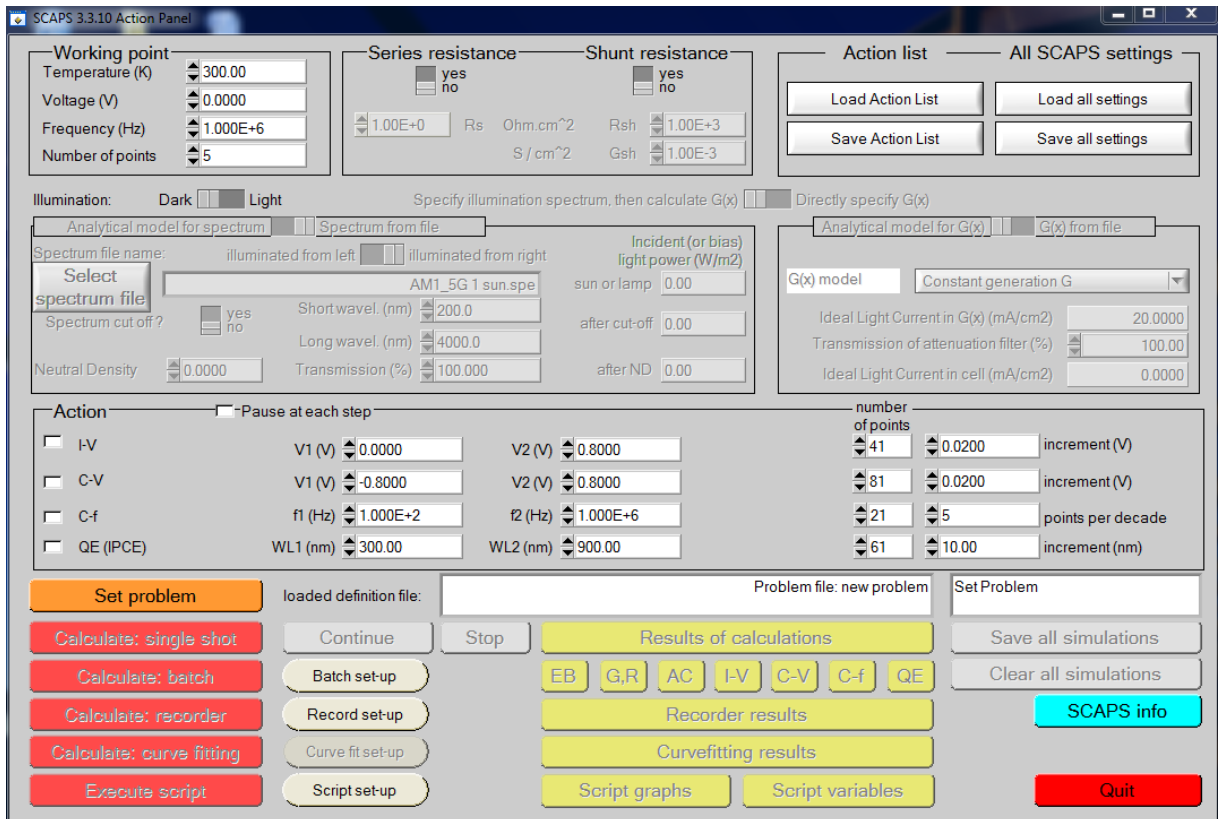 SCAPS 3.3.10 Action Panel
Working point
Temperature (K) 300.00
Voltage (V) 0.0000
Frequency (Hz) 1.000E+6
Number of points 5
Series resistance
yes
no
Shunt resistance
yes
no
1.00E+0 Rs Ohm.cm^2 Rsh 1.00E+3
S / cm^2 Gsh 1.00E-3
Action list
All SCAPS settings
Load Action List
Load all settings
Save Action List
Save all settings
Illumination: Dark Light
Specify illumination spectrum, then calculate G(x) Directly specify G(x)
Analytical model for spectrum Spectrum from file
Spectrum file name: illuminated from left illuminated from right
Incident (or bias)
light power (W/m2)
Select
spectrum file
AM1_5G 1 sun.spe
sun or lamp 0.00
Spectrum cut off? yes
no
Short wavel. (nm) 200.0
Long wavel. (nm) 4000.0
after cut-off 0.00
Neutral Density 0.0000
Transmission (%) 100.000
after ND 0.00
Analytical model for G(x) G(x) from file
G(x) model Constant generation G
Ideal Light Current in G(x) (mA/cm2) 20.0000
Transmission of attenuation filter (%) 100.00
Ideal Light Current in cell (mA/cm2) 0.0000
Action Pause at each step
number
of points
I-V V1 (V) 0.0000 V2 (V) 0.8000 41 0.0200 increment (V)
C-V V1 (V) -0.8000 V2 (V) 0.8000 81 0.0200 increment (V)
C-f f1 (Hz) 1.000E+2 f2 (Hz) 1.000E+6 21 5 points per decade
QE (IPCE) WL1 (nm) 300.00 WL2 (nm) 900.00 61 10.00 increment (nm)
Set problem
loaded definition file:
Problem file: new problem
Set Problem
Calculate: single shot
Continue
Stop
Results of calculations
Save all simulations
Calculate: batch
Batch set-up
EB G,R AC I-V C-V C-f QE
Clear all simulations
Calculate: recorder
Record set-up
Recorder results
SCAPS info
Calculate: curve fitting
Curve fit set-up
Curvefitting results
Execute script
Script set-up
Script graphs
Script variables
Quit